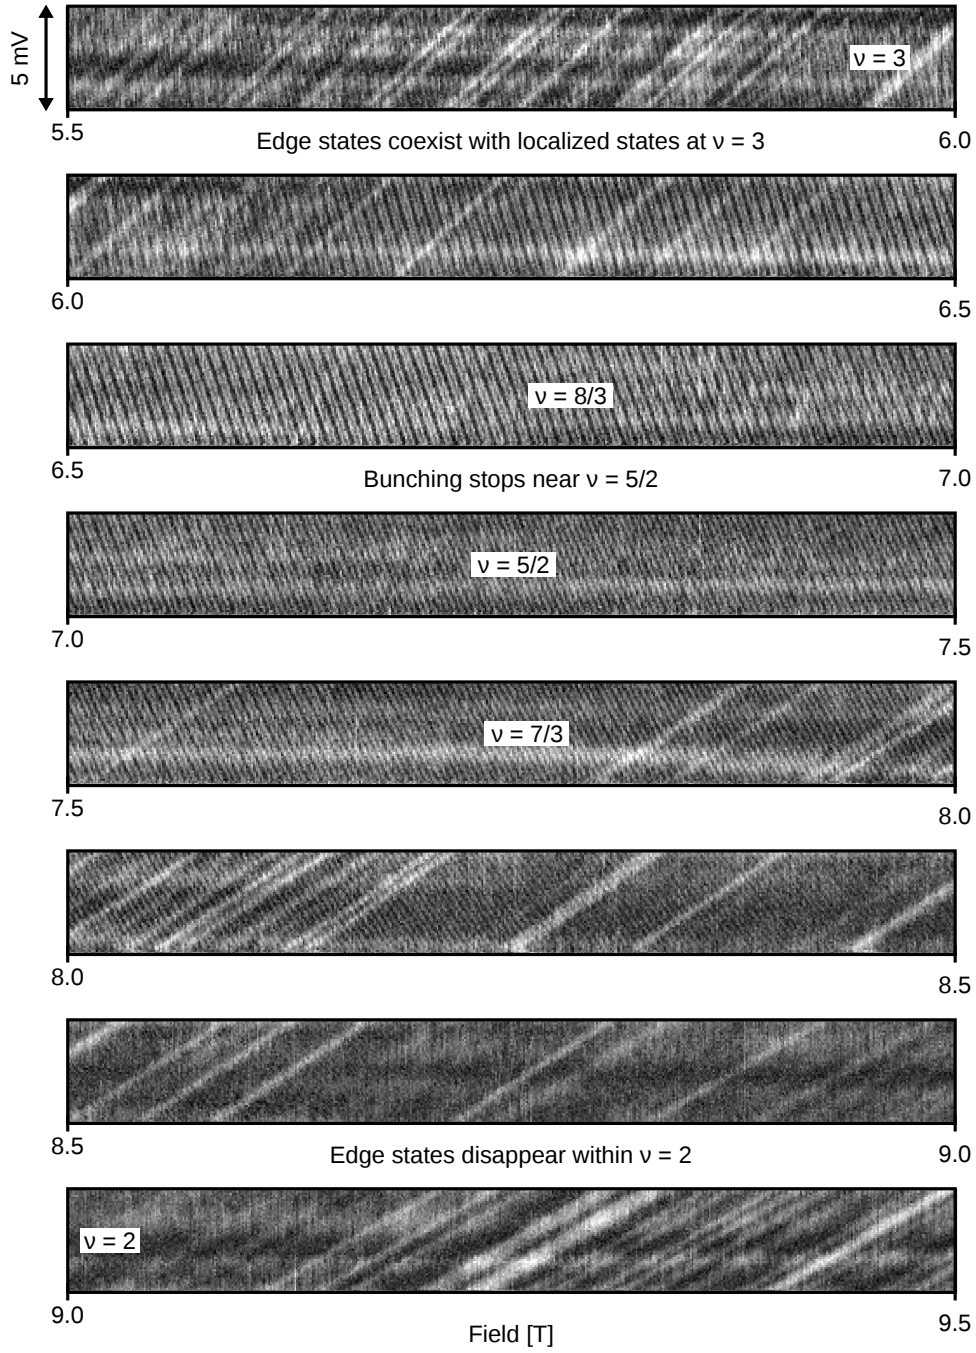 5 mV
ν = 3
5.5
6.0
Edge states coexist with localized states at ν = 3
6.0
6.5
ν = 8/3
6.5
7.0
Bunching stops near ν = 5/2
ν = 5/2
7.0
7.5
ν = 7/3
7.5
8.0
8.0
8.5
8.5
9.0
Edge states disappear within ν = 2
ν = 2
9.0
9.5
Field [T]